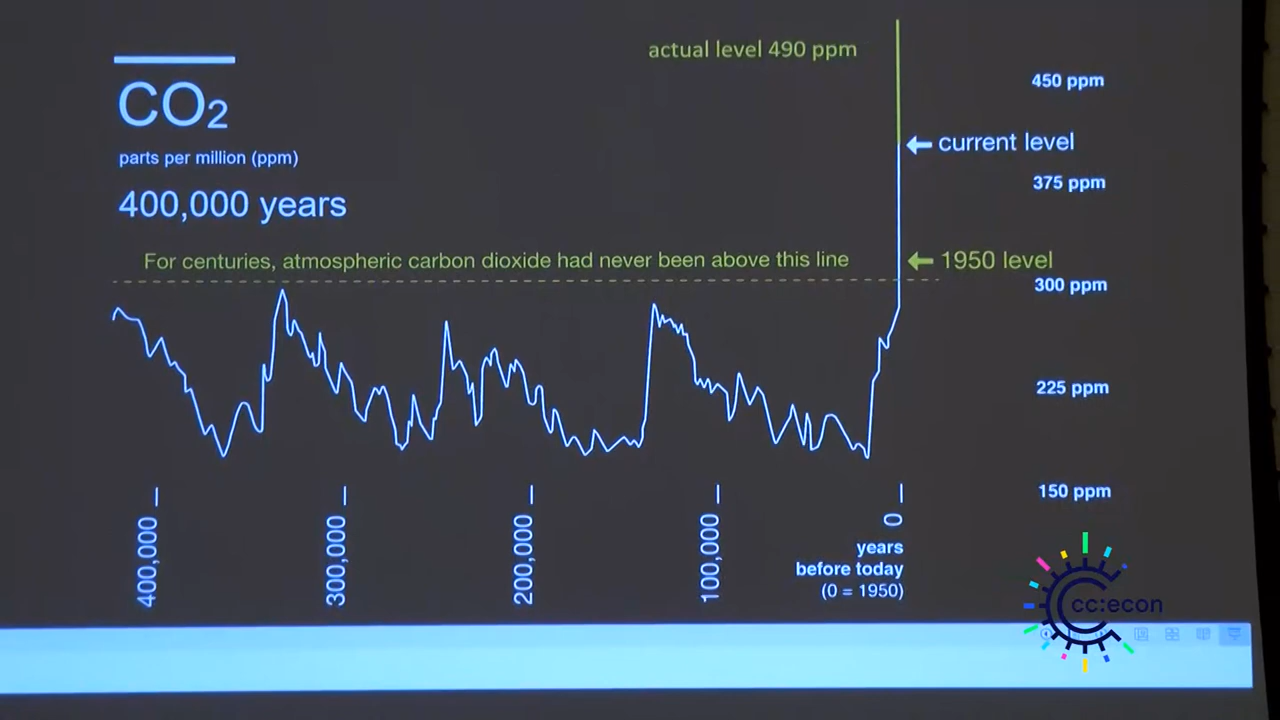 actual level 490 ppm
450 ppm
CO₂
current level
parts per million (ppm)
375 ppm
400,000 years
For centuries, atmospheric carbon dioxide had never been above this line
1950 level
300 ppm
225 ppm
150 ppm
400,000
300,000
200,000
100,000
0
years
before today
(0 = 1950)
cc:econ